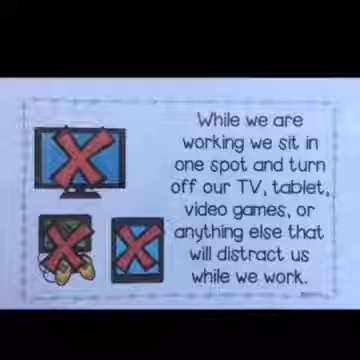 While we are
working we sit in
one spot and turn
off our TV, tablet,
video games, or
anything else that
will distract us
while we work.